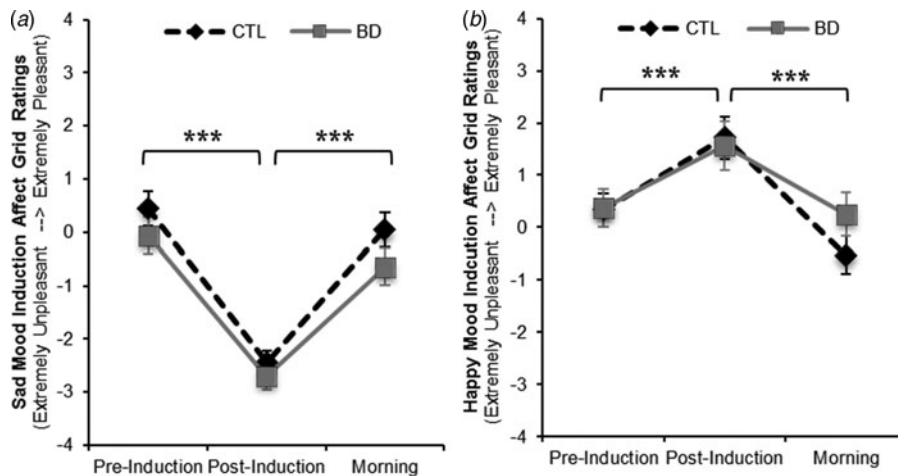 (a)
CTL BD
Sad Mood Induction Affect Grid Ratings
(Extremely Unpleasant --> Extremely Pleasant)
4
3
2
1
0
-1
-2
-3
-4
*** ***
Pre-Induction Post-Induction Morning
(b)
CTL BD
Happy Mood Indcution Affect Grid Ratings
(Extremely Unpleasant --> Extremely Pleasant)
4
3
2
1
0
-1
-2
-3
-4
*** ***
Pre-Induction Post-Induction Morning